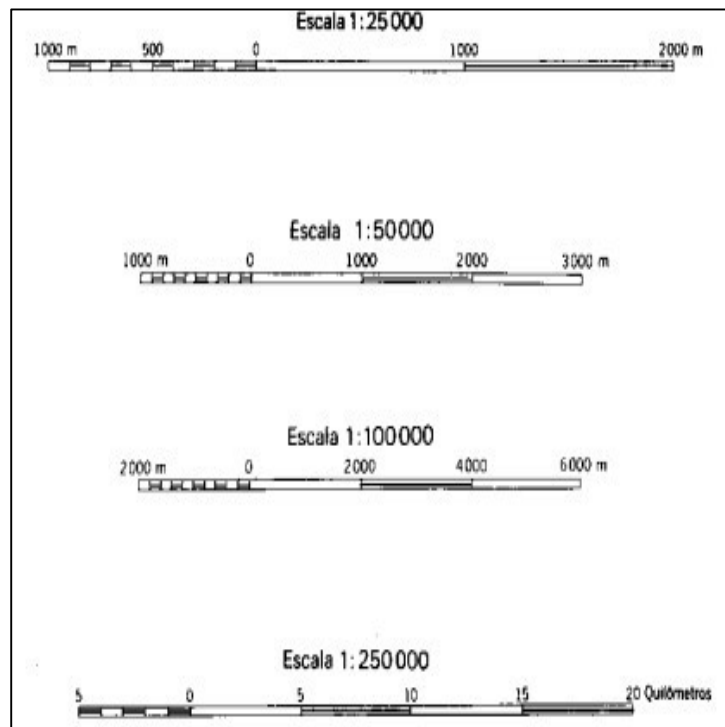 Escala 1:25000
1000 m 500 0 1000 2000 m
Escala 1:50000
1000 m 0 1000 2000 3000 m
Escala 1:100000
2000 m 0 2000 4000 6000 m
Escala 1:250000
5 0 5 10 15 20 Quilômetros